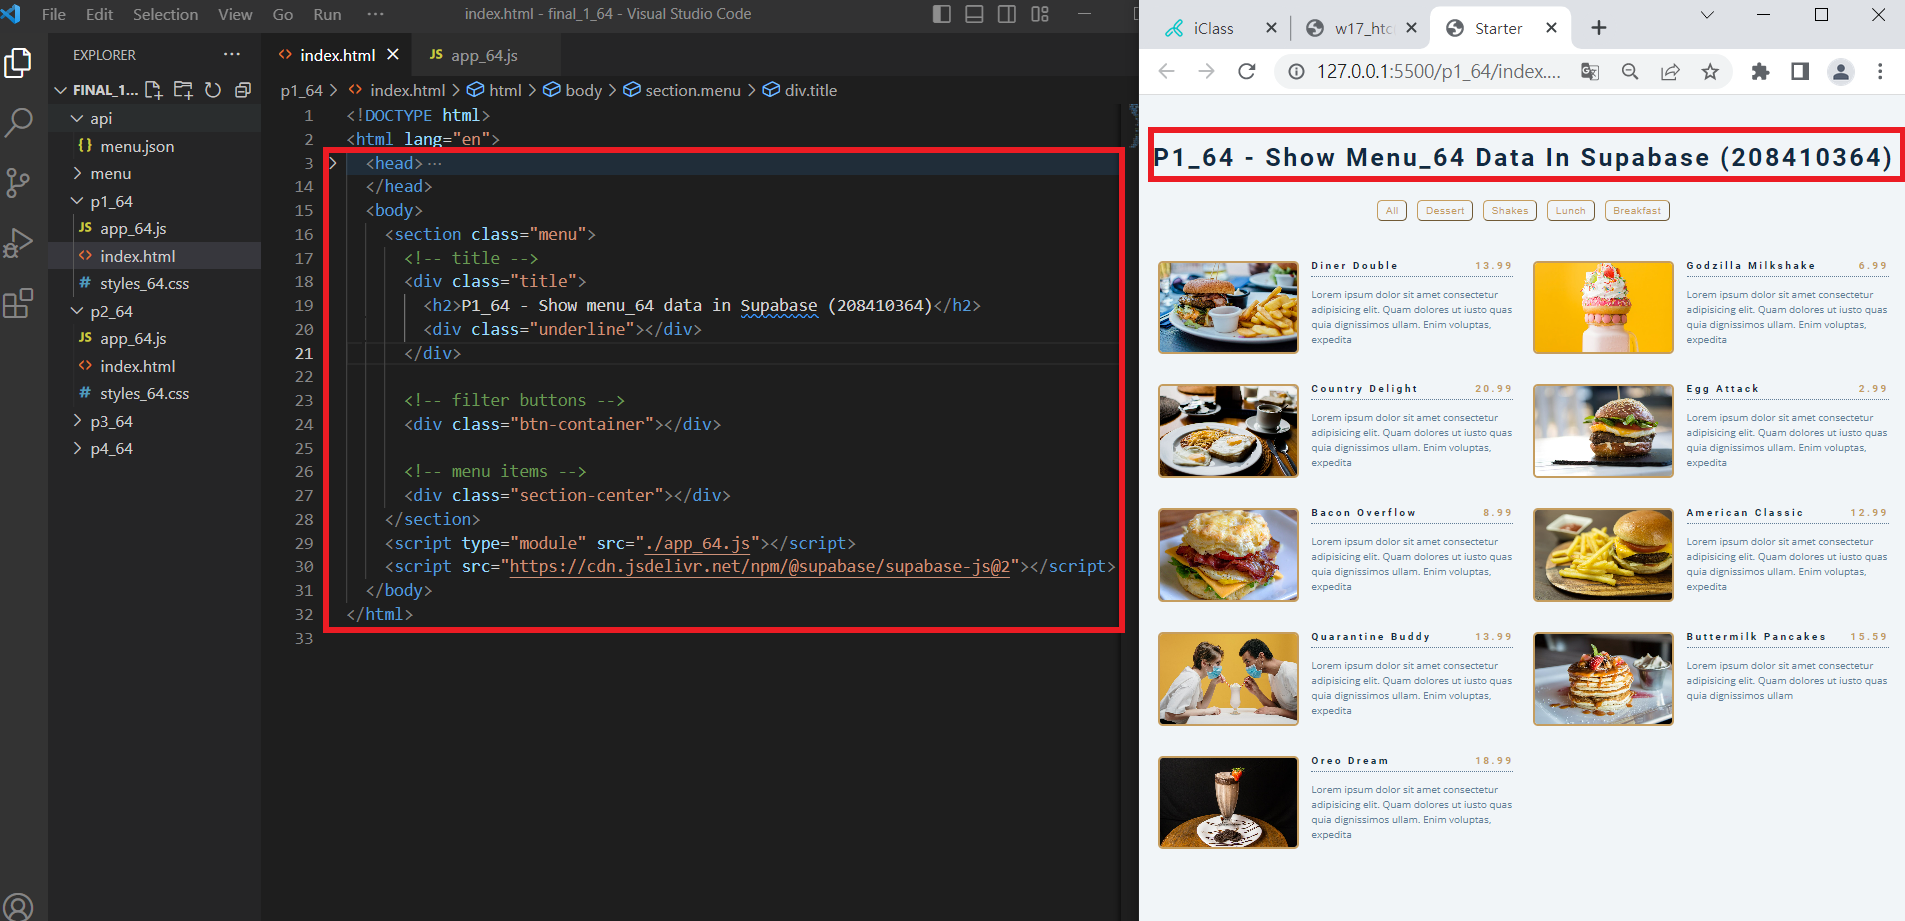 File Edit Selection View Go Run ··· index.html - final_1_64 - Visual Studio Code
EXPLORER ···
FINAL_1...
api
{} menu.json
menu
p1_64
JS app_64.js
<> index.html
# styles_64.css
p2_64
JS app_64.js
<> index.html
# styles_64.css
p3_64
p4_64
<> index.html JS app_64.js
p1_64 > <> index.html > html > body > section.menu > div.title
1 <!DOCTYPE html>
2 <html lang="en">
3 <head>···
14 </head>
15 <body>
16 <section class="menu">
17 <!-- title -->
18 <div class="title">
19 <h2>P1_64 - Show menu_64 data in Supabase (208410364)</h2>
20 <div class="underline"></div>
21 </div>
22
23 <!-- filter buttons -->
24 <div class="btn-container"></div>
25
26 <!-- menu items -->
27 <div class="section-center"></div>
28 </section>
29 <script type="module" src="./app_64.js"></script>
30 <script src="https://cdn.jsdelivr.net/npm/@supabase/supabase-js@2"></script>
31 </body>
32 </html>
33
iClass w17_htc Starter
127.0.0.1:5500/p1_64/index....
P1_64 - Show Menu_64 Data In Supabase (208410364)
All Dessert Shakes Lunch Breakfast
Diner Double 13.99
Lorem ipsum dolor sit amet consectetur
adipisicing elit. Quam dolores ut iusto quas
quia dignissimos ullam. Enim voluptas,
expedita
Godzilla Milkshake 6.99
Lorem ipsum dolor sit amet consectetur
adipisicing elit. Quam dolores ut iusto quas
quia dignissimos ullam. Enim voluptas,
expedita
Country Delight 20.99
Lorem ipsum dolor sit amet consectetur
adipisicing elit. Quam dolores ut iusto quas
quia dignissimos ullam. Enim voluptas,
expedita
Egg Attack 2.99
Lorem ipsum dolor sit amet consectetur
adipisicing elit. Quam dolores ut iusto quas
quia dignissimos ullam. Enim voluptas,
expedita
Bacon Overflow 8.99
Lorem ipsum dolor sit amet consectetur
adipisicing elit. Quam dolores ut iusto quas
quia dignissimos ullam. Enim voluptas,
expedita
American Classic 12.99
Lorem ipsum dolor sit amet consectetur
adipisicing elit. Quam dolores ut iusto quas
quia dignissimos ullam. Enim voluptas,
expedita
Quarantine Buddy 13.99
Lorem ipsum dolor sit amet consectetur
adipisicing elit. Quam dolores ut iusto quas
quia dignissimos ullam. Enim voluptas,
expedita
Buttermilk Pancakes 15.59
Lorem ipsum dolor sit amet consectetur
adipisicing elit. Quam dolores ut iusto quas
quia dignissimos ullam
Oreo Dream 18.99
Lorem ipsum dolor sit amet consectetur
adipisicing elit. Quam dolores ut iusto quas
quia dignissimos ullam. Enim voluptas,
expedita